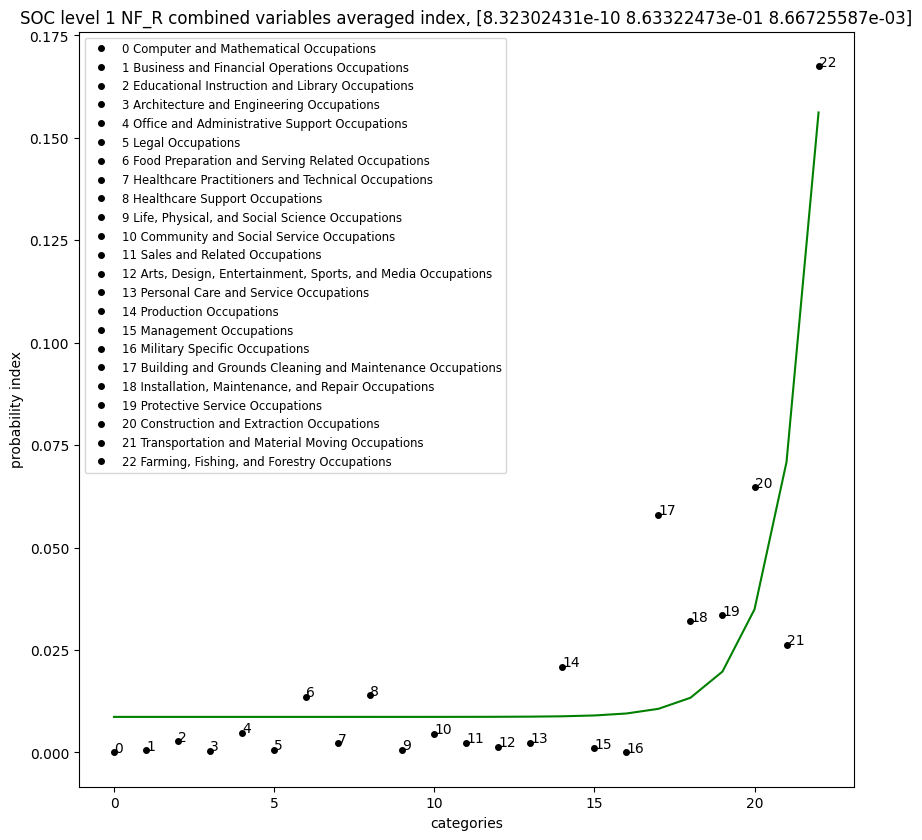 SOC level 1 NF_R combined variables averaged index, [8.32302431e-10 8.63322473e-01 8.66725587e-03]
0.175
0.150
0.125
0.100
0.075
0.050
0.025
0.000
probability index
0 Computer and Mathematical Occupations
1 Business and Financial Operations Occupations
2 Educational Instruction and Library Occupations
3 Architecture and Engineering Occupations
4 Office and Administrative Support Occupations
5 Legal Occupations
6 Food Preparation and Serving Related Occupations
7 Healthcare Practitioners and Technical Occupations
8 Healthcare Support Occupations
9 Life, Physical, and Social Science Occupations
10 Community and Social Service Occupations
11 Sales and Related Occupations
12 Arts, Design, Entertainment, Sports, and Media Occupations
13 Personal Care and Service Occupations
14 Production Occupations
15 Management Occupations
16 Military Specific Occupations
17 Building and Grounds Cleaning and Maintenance Occupations
18 Installation, Maintenance, and Repair Occupations
19 Protective Service Occupations
20 Construction and Extraction Occupations
21 Transportation and Material Moving Occupations
22 Farming, Fishing, and Forestry Occupations
0
1
2
3
4
5
6
7
8
9
10
11
12
13
14
15
16
17
18
19
20
21
22
0
5
10
15
20
categories